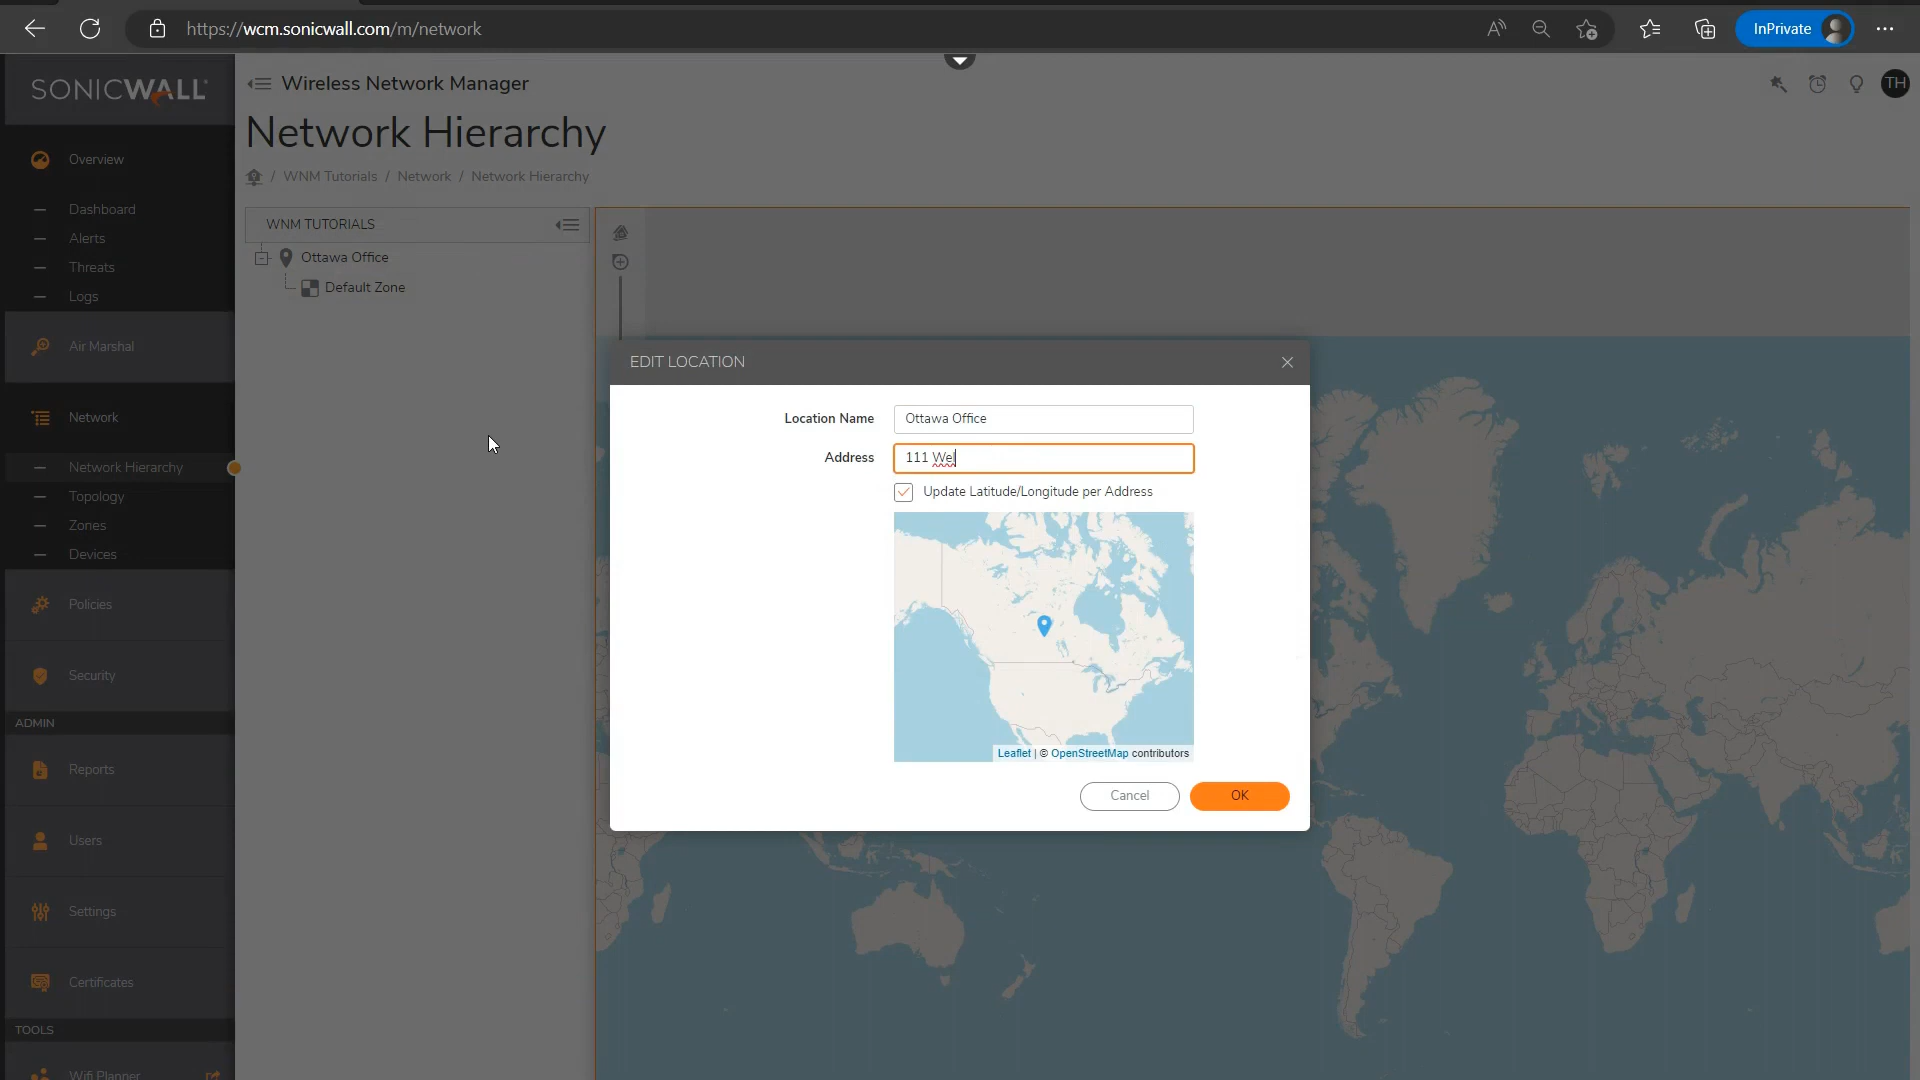 https://wcm.sonicwall.com/m/network
InPrivate
SONICWALL
Wireless Network Manager
TH
Network Hierarchy
/ WNM Tutorials / Network / Network Hierarchy
Overview
Dashboard
Alerts
Threats
Logs
Air Marshal
Network
Network Hierarchy
Topology
Zones
Devices
Policies
Security
ADMIN
Reports
Users
Settings
Certificates
TOOLS
Wifi Planner
WNM TUTORIALS
Ottawa Office
Default Zone
EDIT LOCATION
Location Name
Ottawa Office
Address
111 Wel
Update Latitude/Longitude per Address
Leaflet | © OpenStreetMap contributors
Cancel
OK